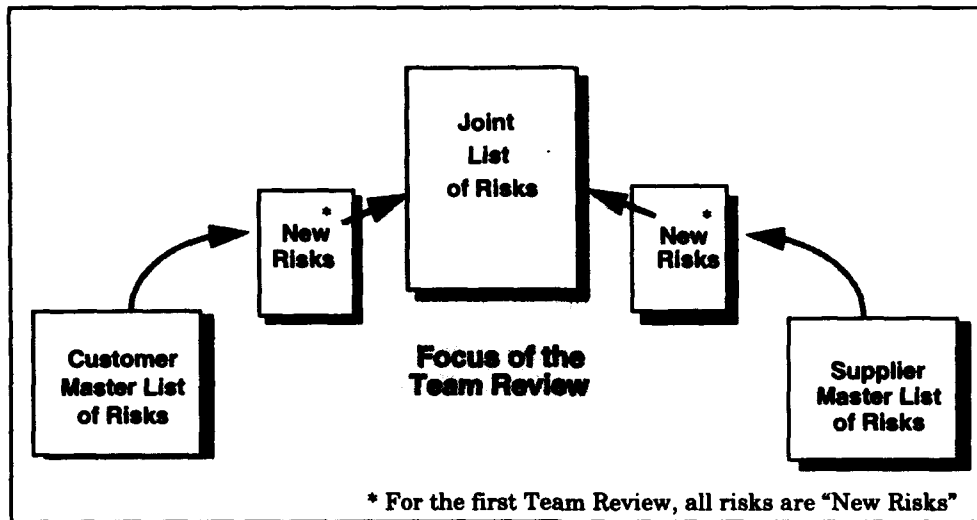 Joint
List
of Risks
*
New
Risks
*
New
Risks
Customer
Master List
of Risks
Focus of the
Team Review
Supplier
Master List
of Risks
* For the first Team Review, all risks are “New Risks”